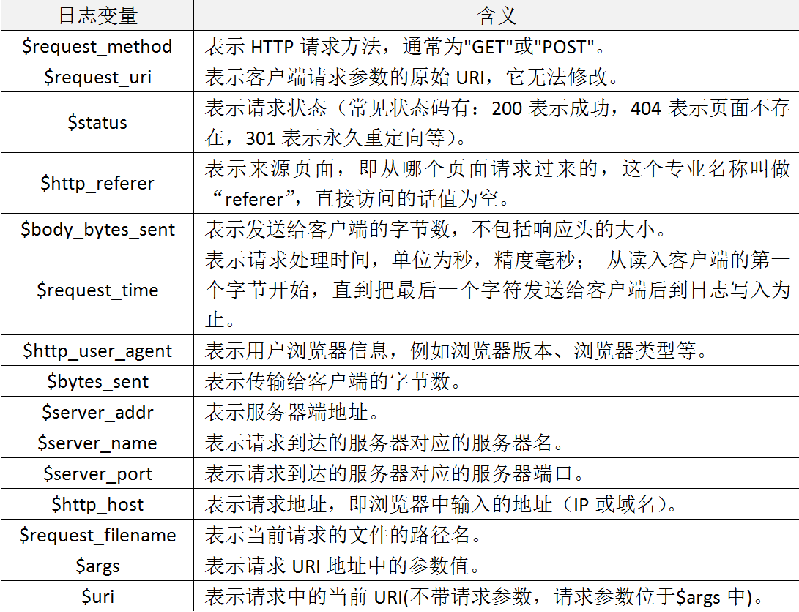 日志变量 含义
$request_method 表示 HTTP 请求方法，通常为"GET"或"POST"。
$request_uri 表示客户端请求参数的原始 URI，它无法修改。
$status 表示请求状态（常见状态码有：200 表示成功，404 表示页面不存
在，301 表示永久重定向等）。
$http_referer 表示来源页面，即从哪个页面请求过来的，这个专业名称叫做
“referer”，直接访问的话值为空。
$body_bytes_sent 表示发送给客户端的字节数，不包括响应头的大小。
$request_time 表示请求处理时间，单位为秒，精度毫秒； 从读入客户端的第一
个字节开始，直到把最后一个字符发送给客户端后到日志写入为
止。
$http_user_agent 表示用户浏览器信息，例如浏览器版本、浏览器类型等。
$bytes_sent 表示传输给客户端的字节数。
$server_addr 表示服务器端地址。
$server_name 表示请求到达的服务器对应的服务器名。
$server_port 表示请求到达的服务器对应的服务器端口。
$http_host 表示请求地址，即浏览器中输入的地址（IP 或域名）。
$request_filename 表示当前请求的文件的路径名。
$args 表示请求 URI 地址中的参数值。
$uri 表示请求中的当前 URI(不带请求参数，请求参数位于$args 中)。